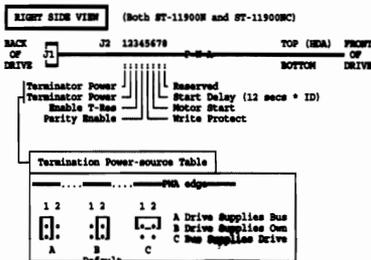 RIGHT SIDE VIEW (Both ST-11900N and ST-11900NC)
BACK J2 12345678 TOP (HDA) FRONT
OF J1 P-W-A OF
DRIVE BOTTOM DRIVE
Terminator Power Reserved
Terminator Power Start Delay (12 secs * ID)
Enable T-Res Motor Start
Parity Enable Write Protect
Termination Power-source Table
PWA edge
1 2 1 2 1 2
A Drive Supplies Bus
B Drive Supplies Own
C Bus Supplies Drive
A B C
Default